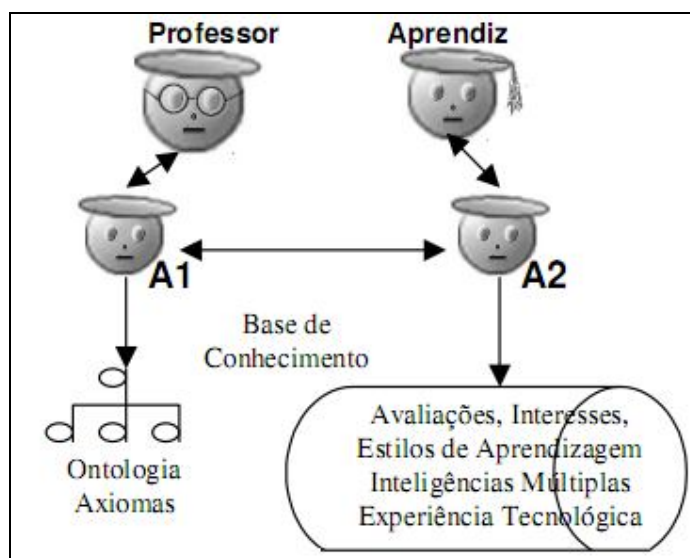 Professor
Aprendiz
A1
A2
Base de
Conhecimento
Ontologia
Axiomas
Avaliações, Interesses,
Estilos de Aprendizagem
Inteligências Múltiplas
Experiência Tecnológica